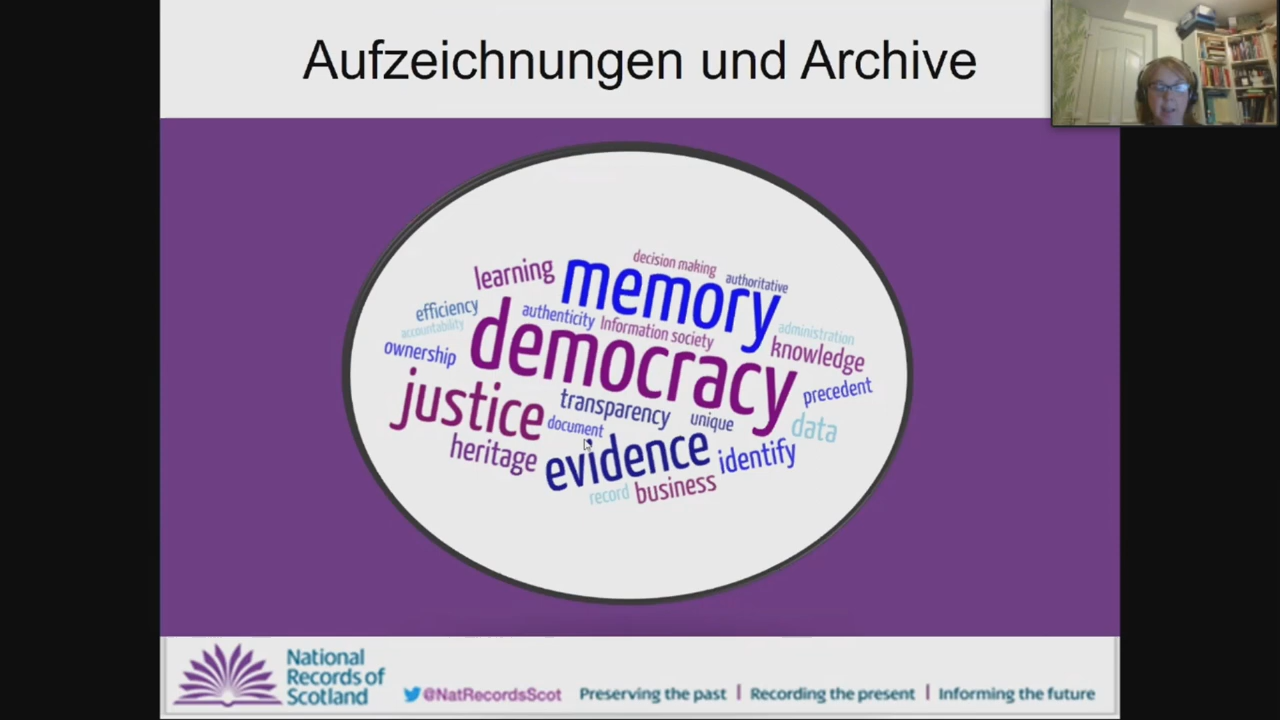 Aufzeichnungen und Archive
decision making
learning
memory
authoritative
efficiency
authenticity
Information society
administration
accountability
democracy
knowledge
ownership
precedent
justice
transparency
unique
data
document
heritage
evidence
identify
record
business
National
Records of
Scotland
@NatRecordsScot
Preserving the past | Recording the present | Informing the future